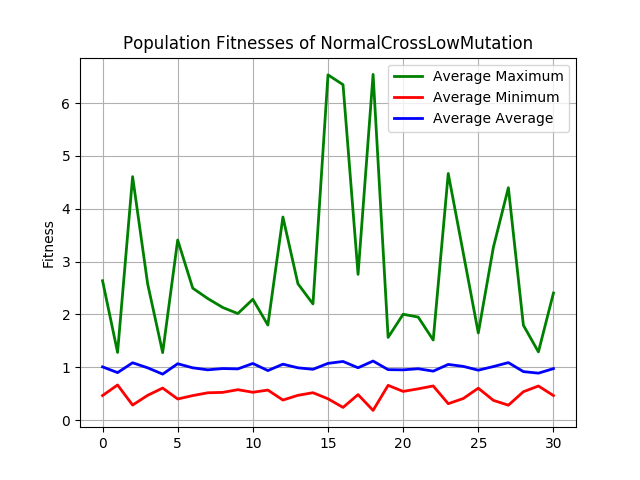 Population Fitnesses of NormalCrossLowMutation
Average Maximum
Average Minimum
Average Average
Fitness
6
5
4
3
2
1
0
0 5 10 15 20 25 30